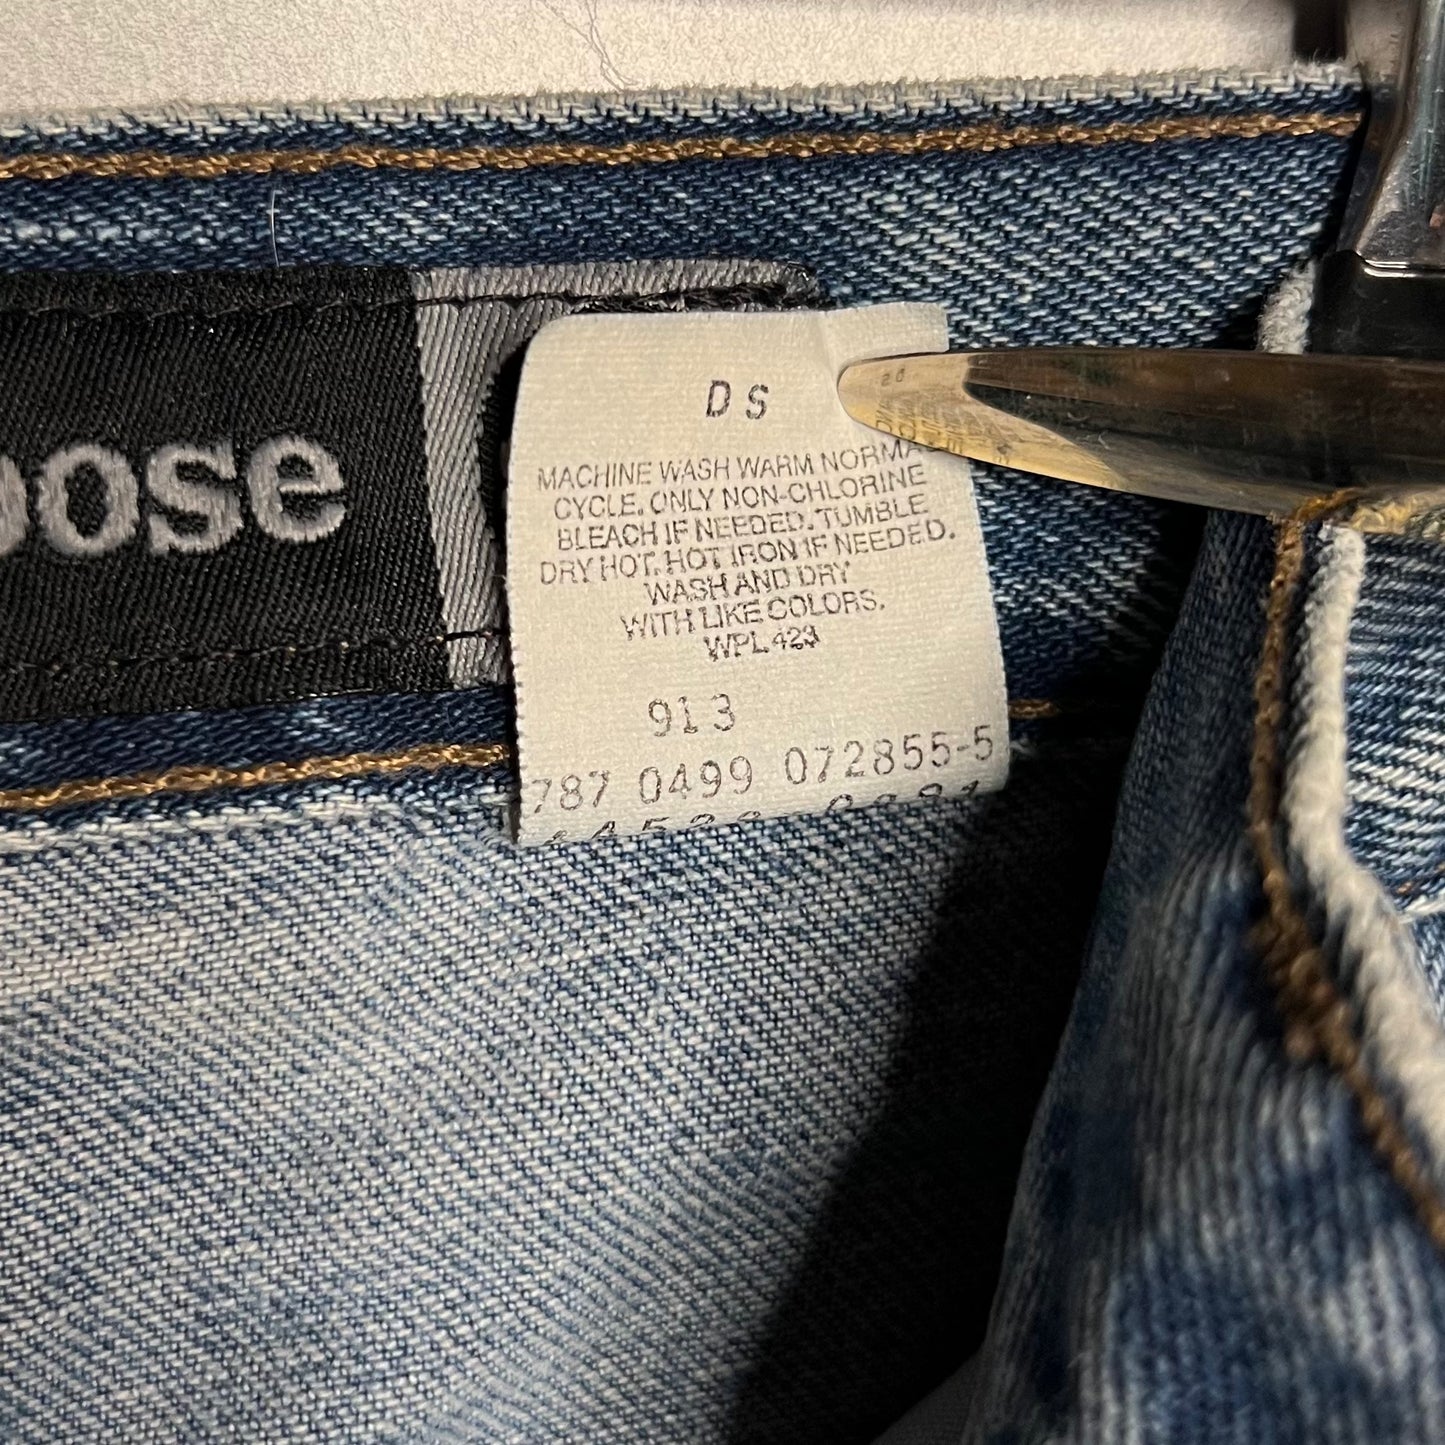 oose
DS
MACHINE WASH WARM NORMA
CYCLE. ONLY NON-CHLORINE
BLEACH IF NEEDED. TUMBLE
DRY HOT. HOT IRON IF NEEDED.
WASH AND DRY
WITH LIKE COLORS.
WPL 423
913
787 0499 072855-5